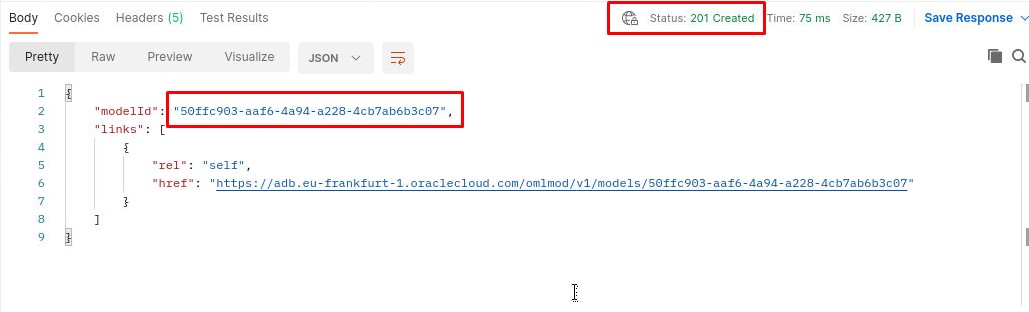 Body Cookies Headers (5) Test Results Status: 201 Created Time: 75 ms Size: 427 B Save Response
Pretty Raw Preview Visualize JSON
1 {
2 "modelId": "50ffc903-aaf6-4a94-a228-4cb7ab6b3c07",
3 "links": [
4 {
5 "rel": "self",
6 "href": "https://adb.eu-frankfurt-1.oraclecloud.com/omlmod/v1/models/50ffc903-aaf6-4a94-a228-4cb7ab6b3c07"
7 }
8 ]
9 }